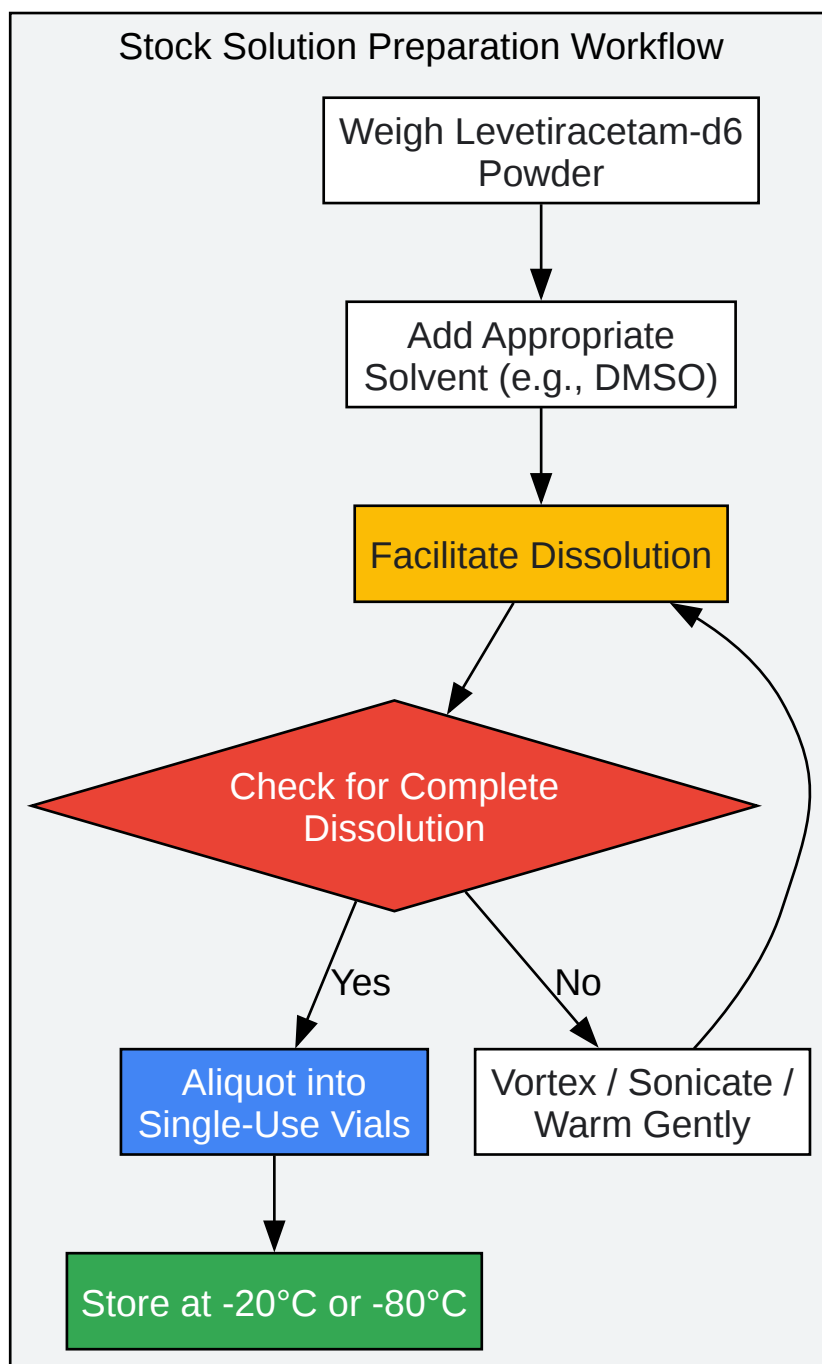 Stock Solution Preparation Workflow
Weigh Levetiracetam-d6
Powder
Add Appropriate
Solvent (e.g., DMSO)
Facilitate Dissolution
Check for Complete
Dissolution
Yes
No
Aliquot into
Single-Use Vials
Vortex / Sonicate /
Warm Gently
Store at -20°C or -80°C